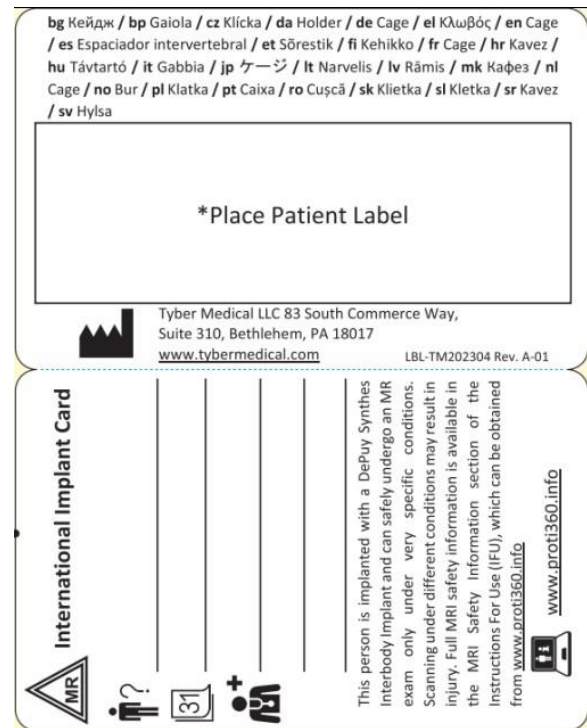 bg Кейдж / bp Gaiola / cz Klícka / da Holder / de Cage / el Κλωβός / en Cage
/ es Espaciador intervertebral / et Sõrestik / fi Kehikko / fr Cage / hr Kavez /
hu Távtartó / it Gabbia / jp ケージ / lt Narvelis / lv Rāmis / mk Кафез / nl
Cage / no Bur / pl Klatka / pt Caixa / ro Cușcă / sk Klietka / sl Kletka / sr Kavez
/ sv Hylsa
*Place Patient Label
Tyber Medical LLC 83 South Commerce Way,
Suite 310, Bethlehem, PA 18017
www.tybermedical.com
LBL-TM202304 Rev. A-01
MR
International Implant Card
?
31
This person is implanted with a DePuy Synthes
Interbody Implant and can safely undergo an MR
exam only under very specific conditions.
Scanning under different conditions may result in
injury. Full MRI safety information is available in
the MRI Safety Information section of the
Instructions For Use (IFU), which can be obtained
from www.proti360.info
www.proti360.info